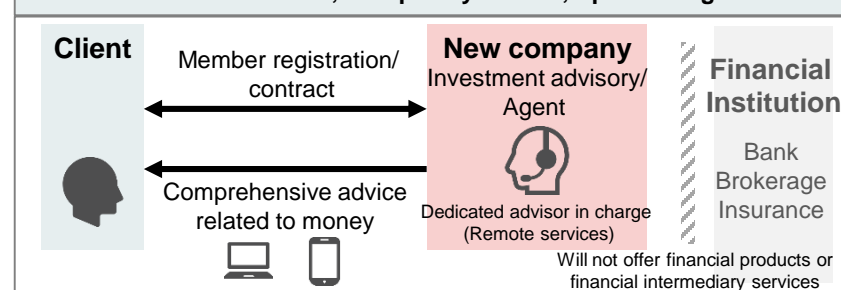 Client
Member registration/
contract
Comprehensive advice
related to money
New company
Investment advisory/
Agent
Dedicated advisor in charge
(Remote services)
Financial
Institution
Bank
Brokerage
Insurance
Will not offer financial products or
financial intermediary services